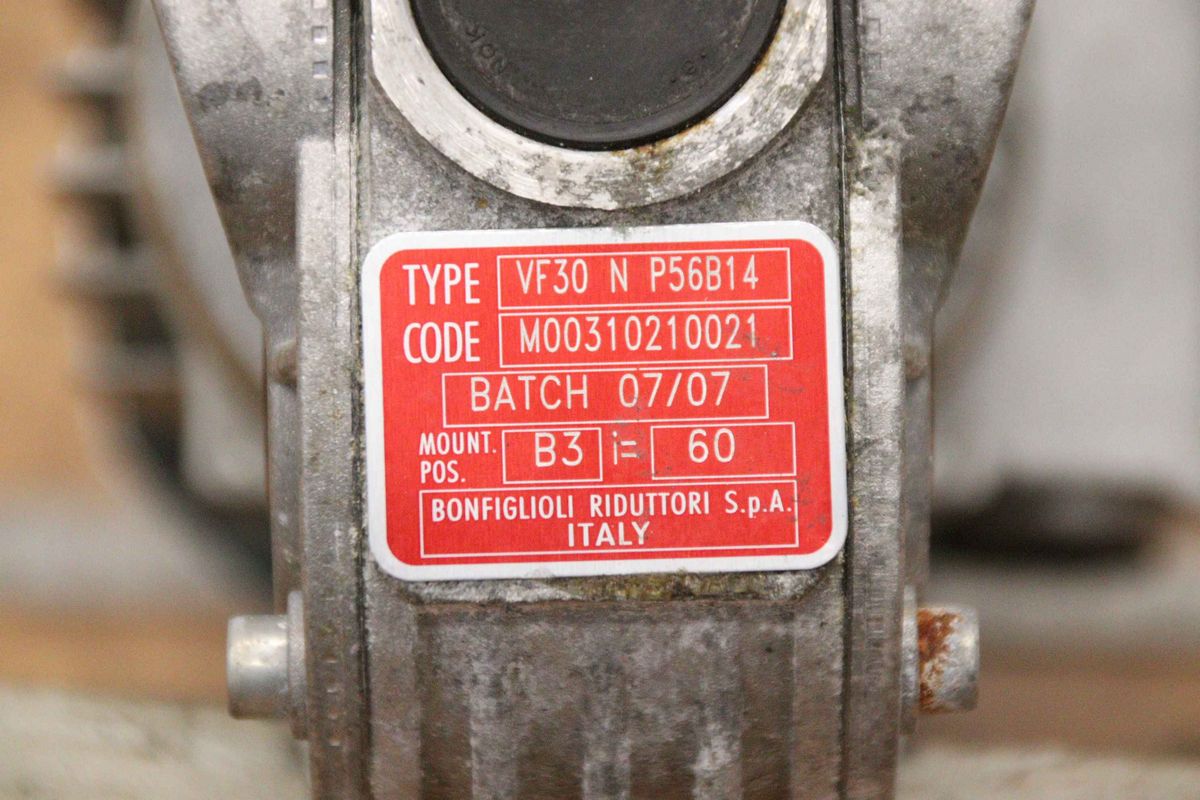 TYPE VF30 N P56B14
CODE M00310210021
BATCH 07/07
MOUNT. POS. B3 i= 60
BONFIGLIOLI RIDUTTORI S.p.A.
ITALY